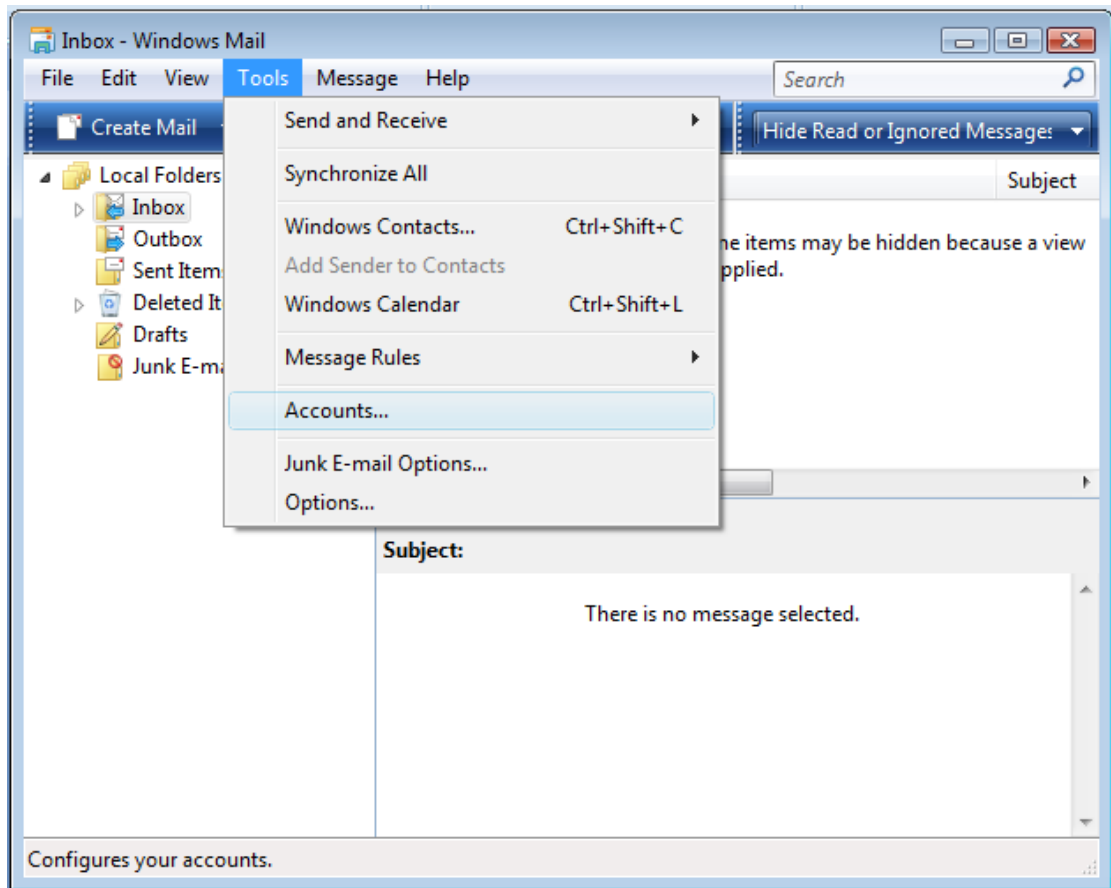 Inbox - Windows Mail
File Edit View Tools Message Help Search
Create Mail Hide Read or Ignored Messages
Send and Receive
Synchronize All
Windows Contacts... Ctrl+Shift+C
Add Sender to Contacts
Windows Calendar Ctrl+Shift+L
Message Rules
Accounts...
Junk E-mail Options...
Options...
Local Folders
Inbox
Outbox
Sent Item
Deleted It
Drafts
Junk E-ma
Subject
ne items may be hidden because a view
pplied.
Subject:
There is no message selected.
Configures your accounts.